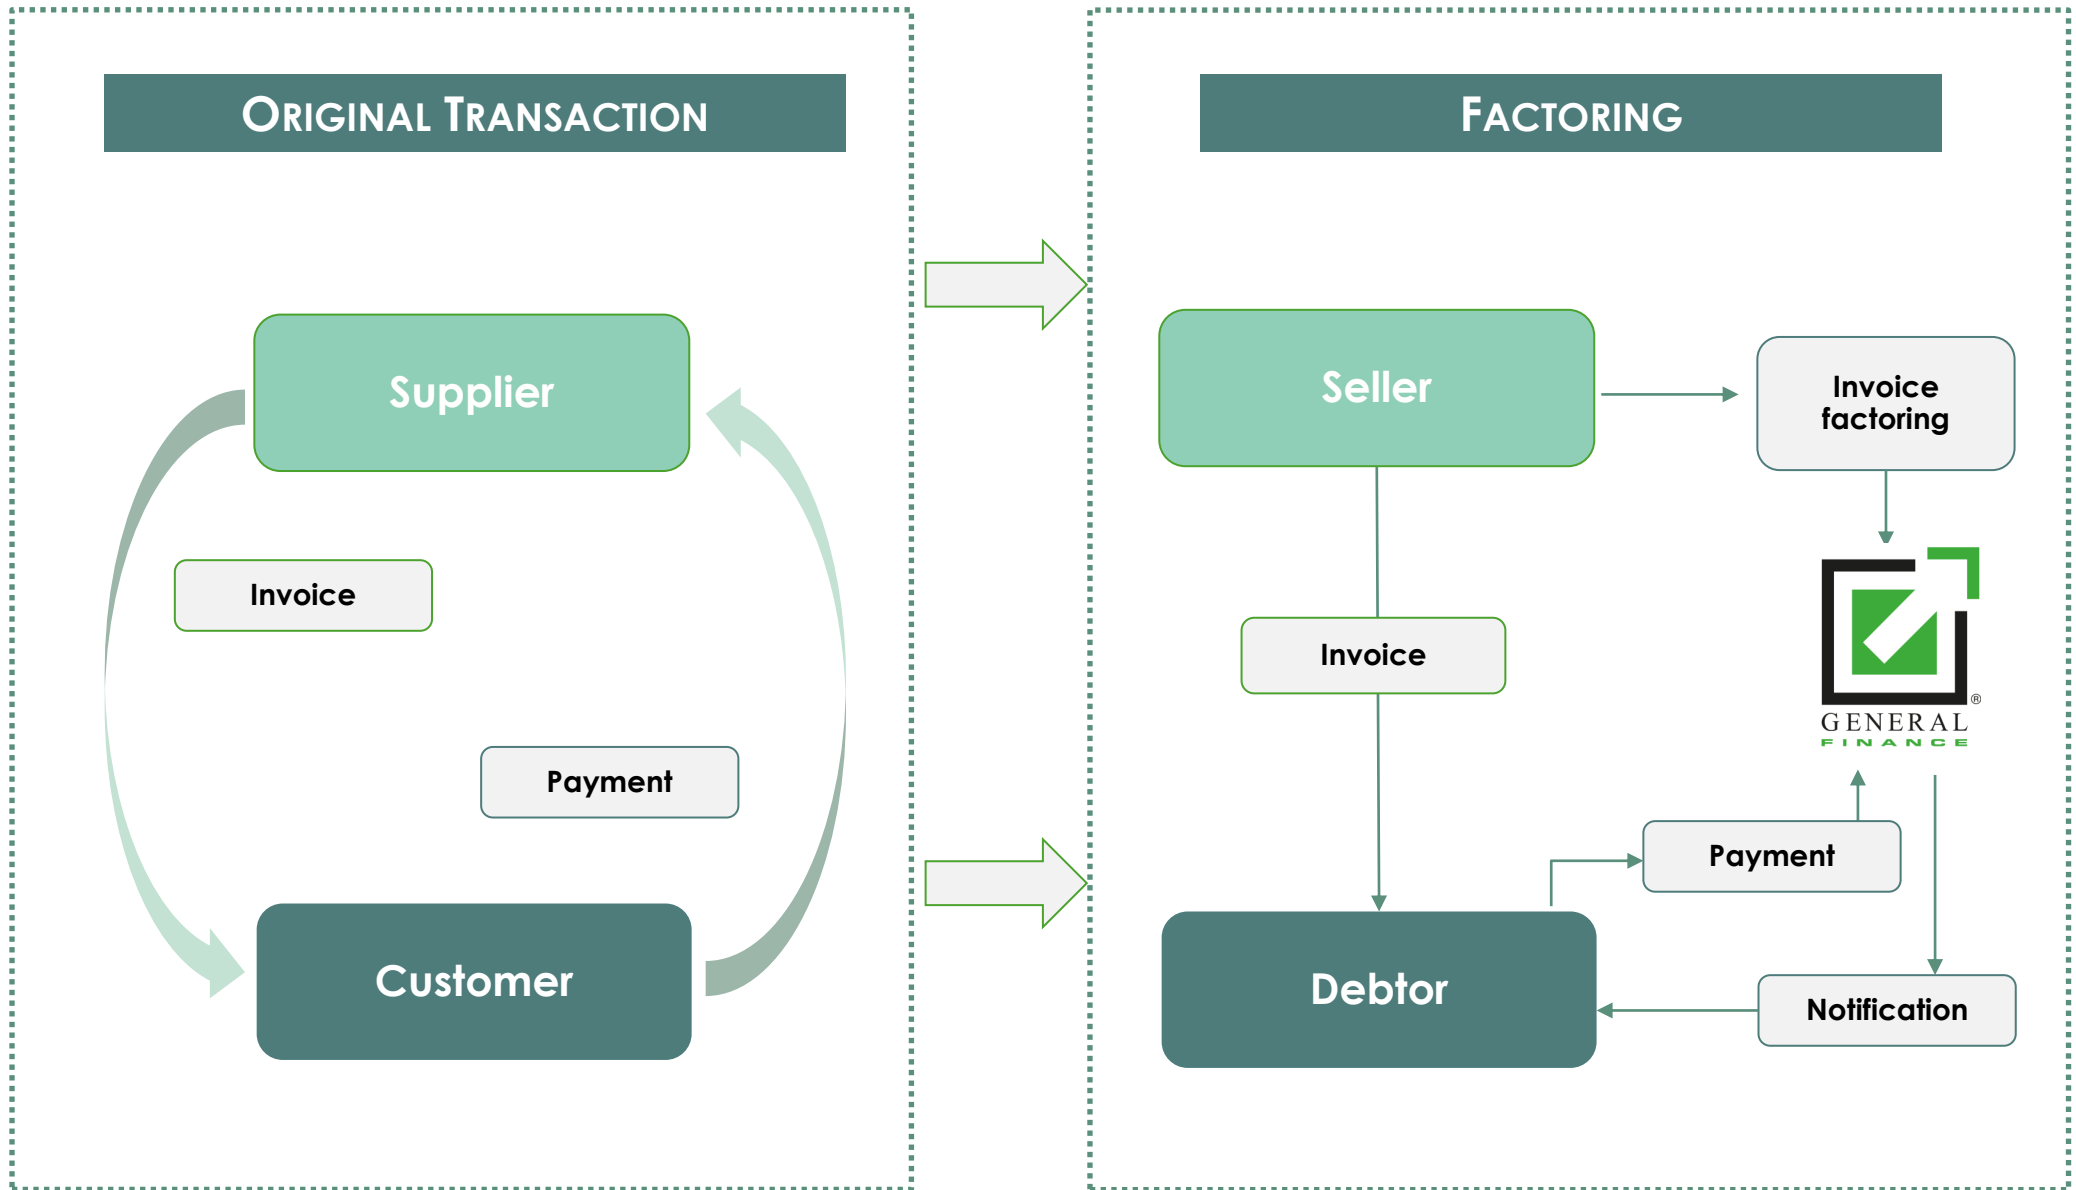 ORIGINAL TRANSACTION
Supplier
Invoice
Payment
Customer
FACTORING
Seller
Invoice
factoring
Invoice
GENERAL
®
FINANCE
Payment
Debtor
Notification